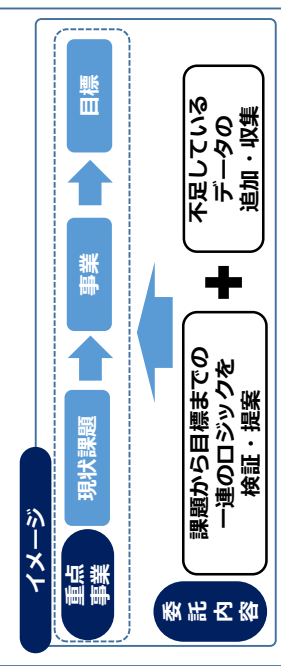 イメージ
重点
事業
現状課題
事業
目標
委託
内容
課題から目標までの
一連のロジックを
検証・提案
不足している
データの
追加・収集